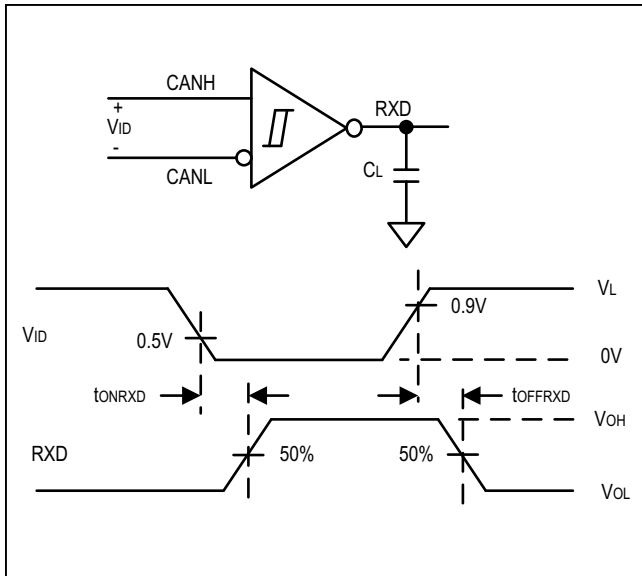 CANH
RXD
+
VID
-
CL
CANL
VL
0.9V
VID
0.5V
0V
tONRXD
tOFFRXD
VOH
RXD
50%
50%
VOL